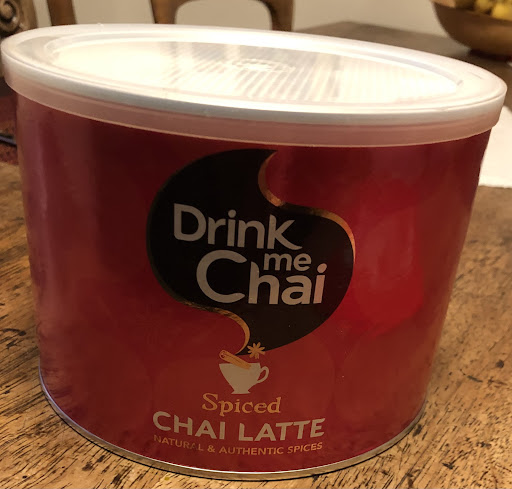 Drink
me
Chai
Spiced
CHAI LATTE
NATURAL & AUTHENTIC SPICES